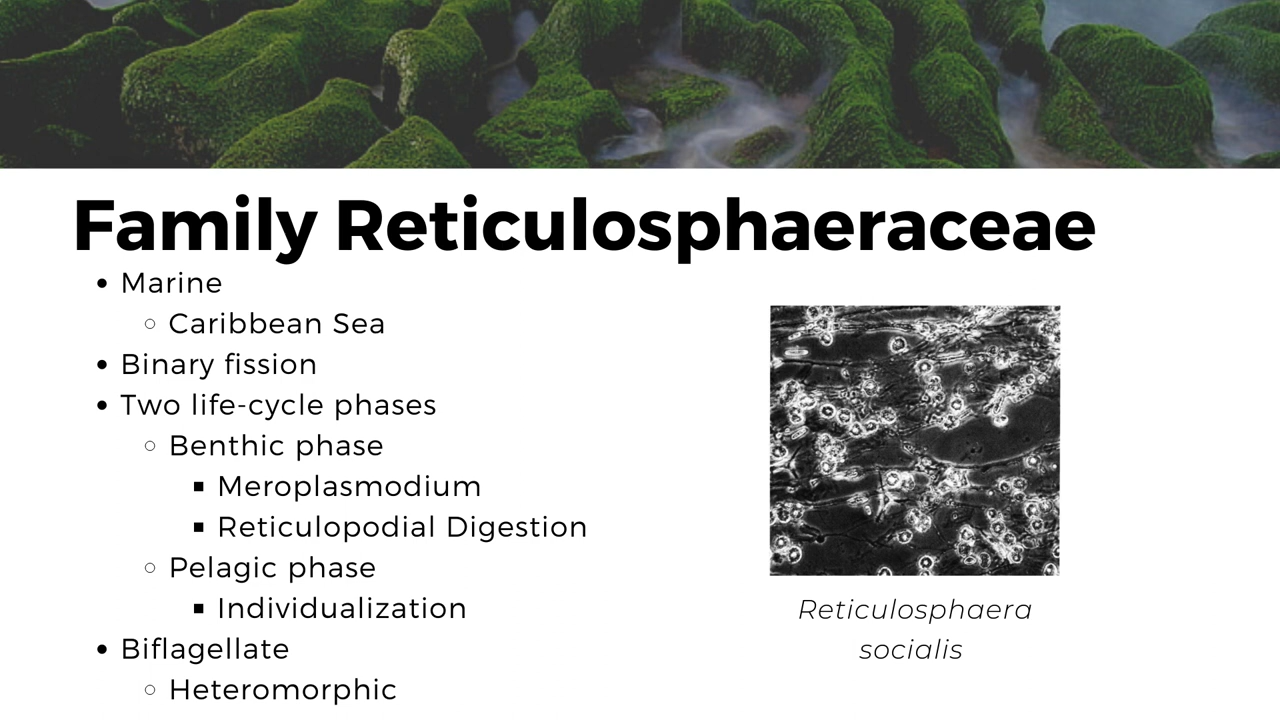 Family Reticulosphaeraceae
Marine
Caribbean Sea
Binary fission
Two life-cycle phases
Benthic phase
Meroplasmodium
Reticulopodial Digestion
Pelagic phase
Individualization
Biflagellate
Heteromorphic
Reticulosphaera
socialis